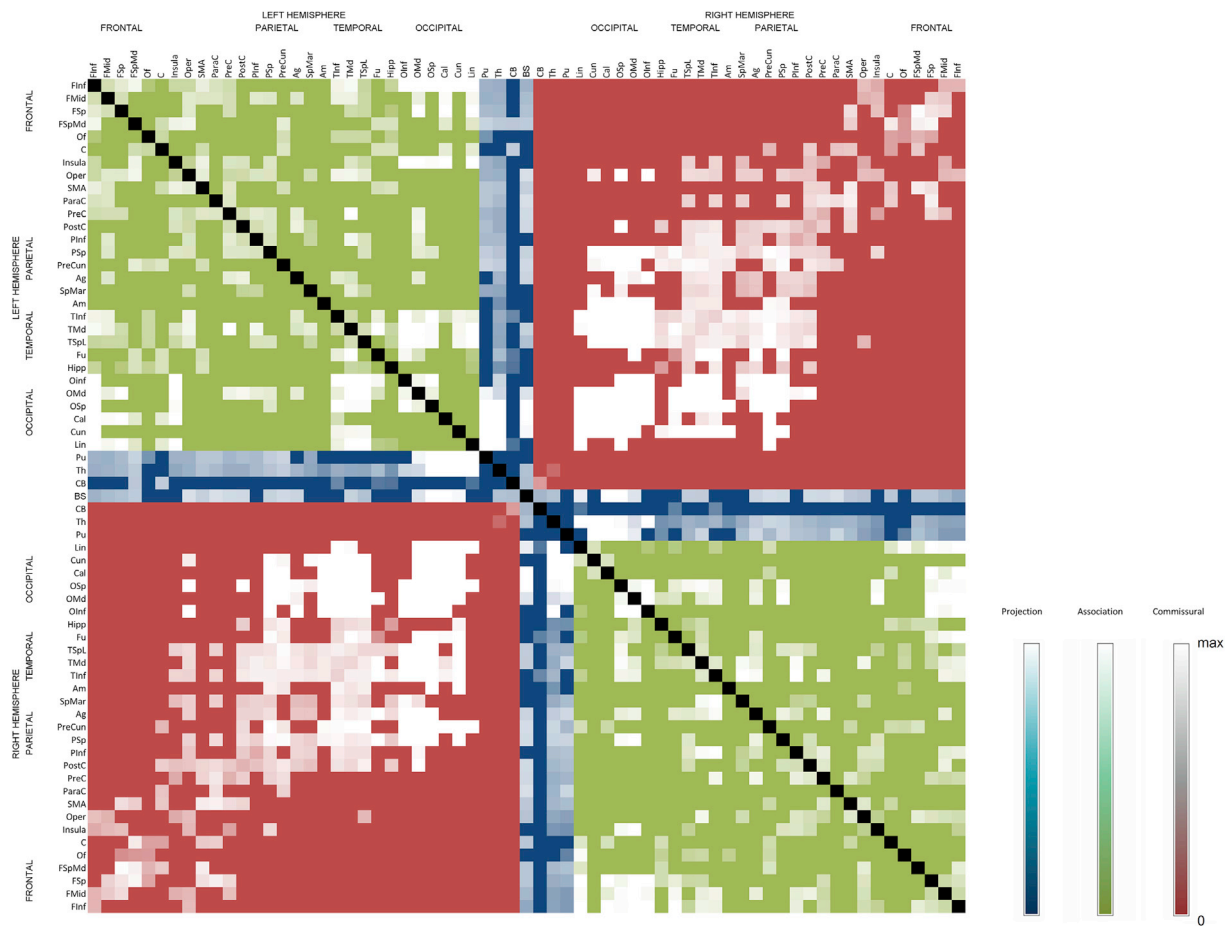 LEFT HEMISPHERE
RIGHT HEMISPHERE
FRONTAL PARIETAL TEMPORAL OCCIPITAL OCCIPITAL TEMPORAL PARIETAL FRONTAL
FInf FMid FSp FSpMd Of C Insula Oper SMA ParaC PreC PostC PInf PSp PreCun Ag SpMar Am TInf TMd TSpL Fu Hipp OInf OMd OSp Cal Cun Lin Pu Th CB BS CB Th Pu Lin Cun Cal OSp OMd OInf Hipp Fu TSpL TMd TInf Am SpMar Ag PreCun PSp PInf PostC PreC ParaC SMA Oper Insula C Of FSpMd FSp FMid FInf
FInf
FMid
FSp
FSpMd
Of
C
Insula
Oper
SMA
ParaC
PreC
PostC
PInf
PSp
PreCun
Ag
SpMar
Am
TInf
TMd
TSpL
Fu
Hipp
Oinf
OMd
OSp
Cal
Cun
Lin
Pu
Th
CB
BS
CB
Th
Pu
Lin
Cun
Cal
OSp
OMd
OInf
Hipp
Fu
TSpL
TMd
TInf
Am
SpMar
Ag
PreCun
PSp
PInf
PostC
PreC
ParaC
SMA
Oper
Insula
C
Of
FSpMd
FSp
FMid
FInf
FRONTAL
LEFT HEMISPHERE
PARIETAL
TEMPORAL
OCCIPITAL
OCCIPITAL
TEMPORAL
RIGHT HEMISPHERE
PARIETAL
FRONTAL
Projection Association Commissural
max
0